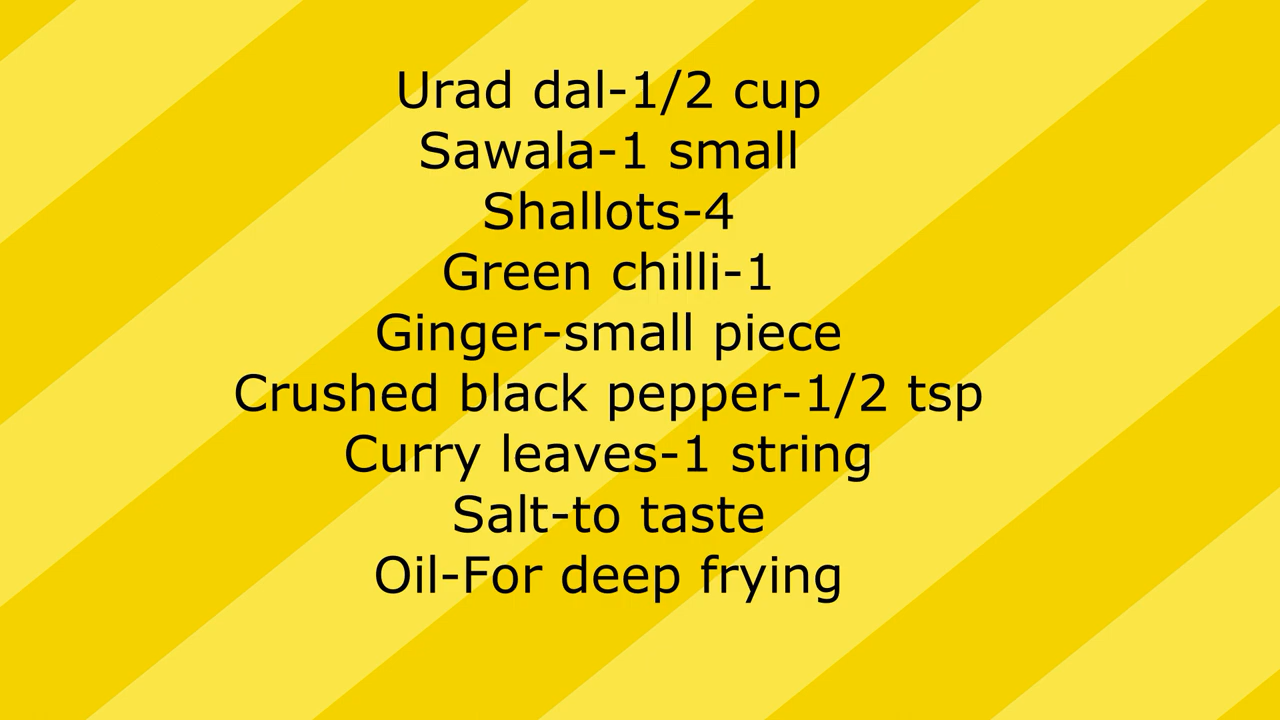 Urad dal-1/2 cup
Sawala-1 small
Shallots-4
Green chilli-1
Ginger-small piece
Crushed black pepper-1/2 tsp
Curry leaves-1 string
Salt-to taste
Oil-For deep frying